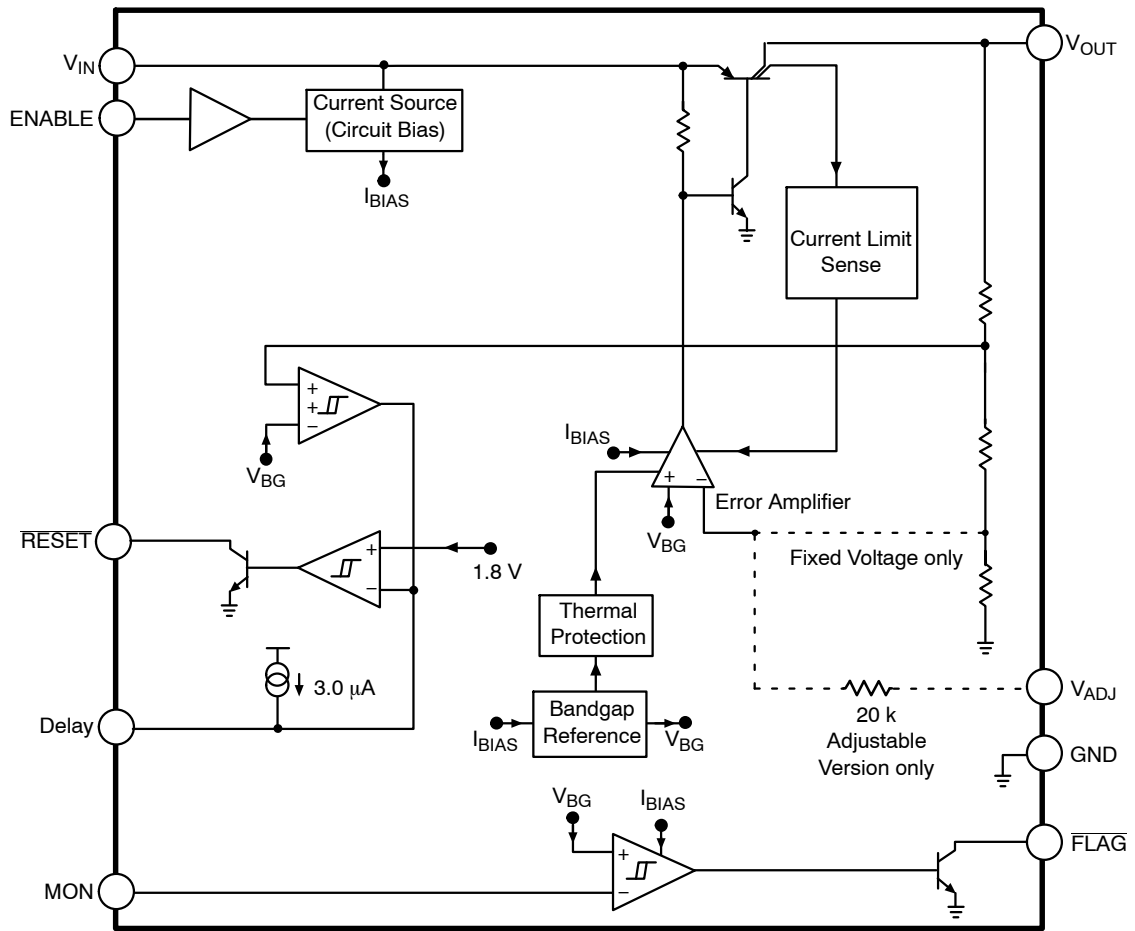 VIN
VOUT
ENABLE
Current Source
(Circuit Bias)
IBIAS
Current Limit
Sense
+
+
−
VBG
IBIAS
+
−
Error Amplifier
VBG
RESET
+
−
1.8 V
Fixed Voltage only
Thermal
Protection
3.0 μA
VADJ
20 k
Adjustable
Version only
Delay
IBIAS
Bandgap
Reference
VBG
GND
VBG
IBIAS
+
−
FLAG
MON